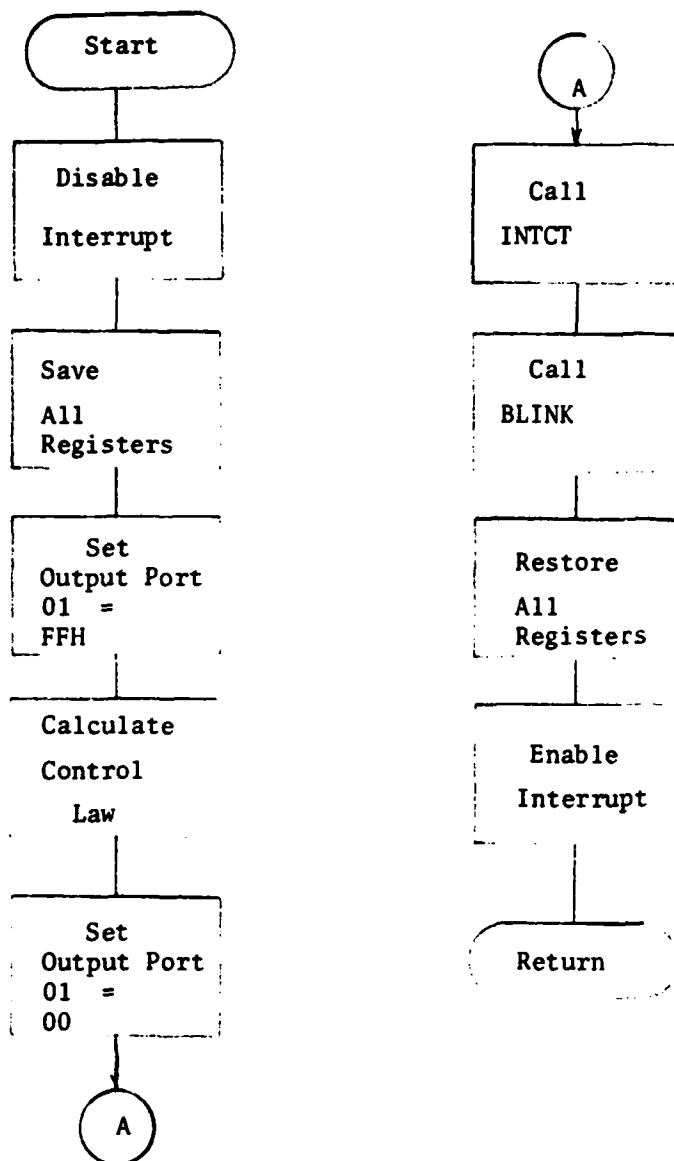 Start
Disable
Interrupt
Save
All
Registers
Set
Output Port
01 =
FFH
Calculate
Control
Law
Set
Output Port
01 =
00
A
A
Call
INTCT
Call
BLINK
Restore
All
Registers
Enable
Interrupt
Return